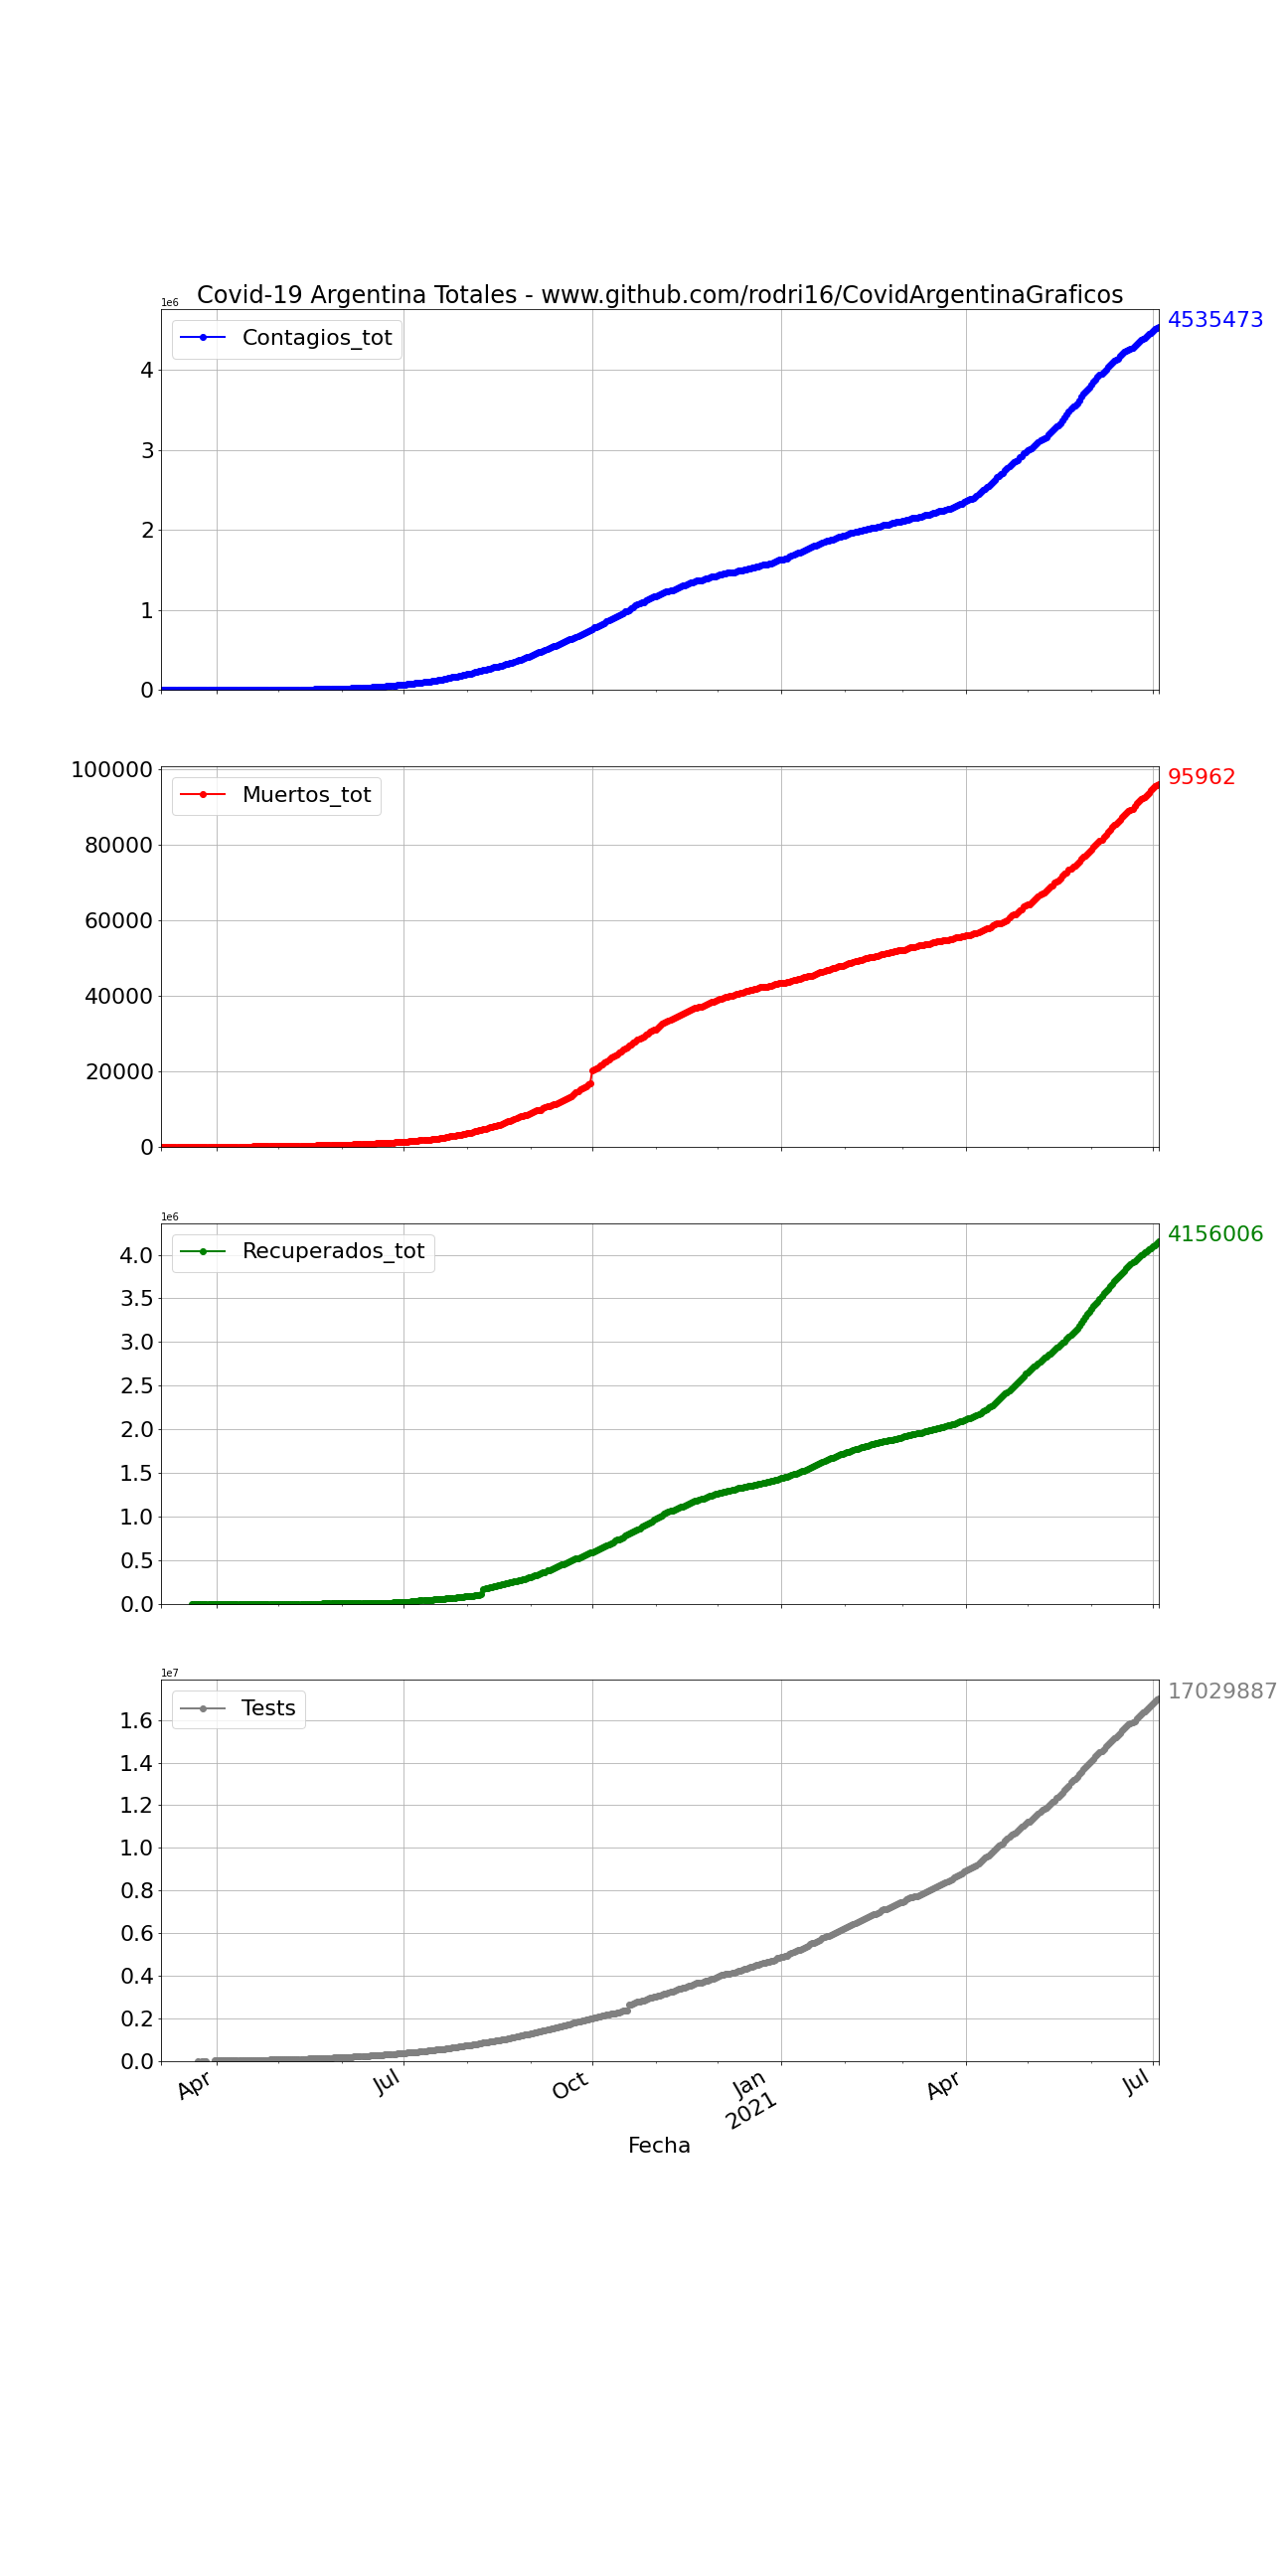 Covid-19 Argentina Totales - www.github.com/rodri16/CovidArgentinaGraficos
1e6
Contagios_tot
4535473
4
3
2
1
0
100000
Muertos_tot
95962
80000
60000
40000
20000
0
1e6
Recuperados_tot
4156006
4.0
3.5
3.0
2.5
2.0
1.5
1.0
0.5
0.0
1e7
Tests
17029887
1.6
1.4
1.2
1.0
0.8
0.6
0.4
0.2
0.0
Apr
Jul
Oct
Jan
2021
Apr
Jul
Fecha